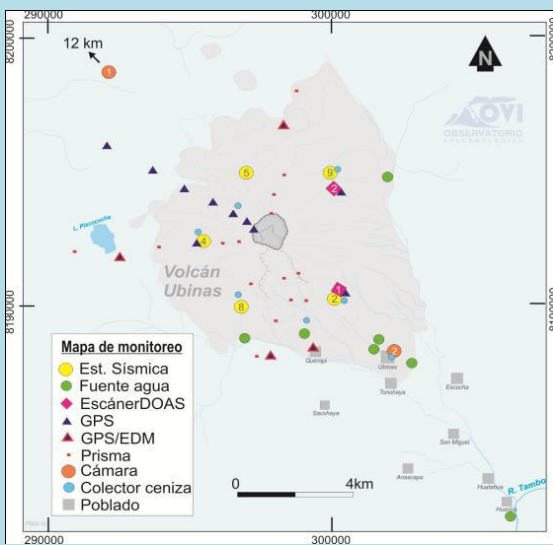 290000
300000
8200000
8200000
12 km
1
N
OVI
OBSERVATORIO
VULCANOLÓGICO
5
9
2
4
L. Piscocoche
Volcán
Ubinas
1
2
8
8190000
8190000
2
Querapi
Ubinas
Tonohaya
Escacha
Sacohaya
San Miguel
Anascapa
Huatahua
R. Tambo
Huarina
Mapa de monitoreo
Est. Sísmica
Fuente agua
EscánerDOAS
GPS
GPS/EDM
Prisma
Cámara
Colector ceniza
Poblado
0
4km
290000
300000